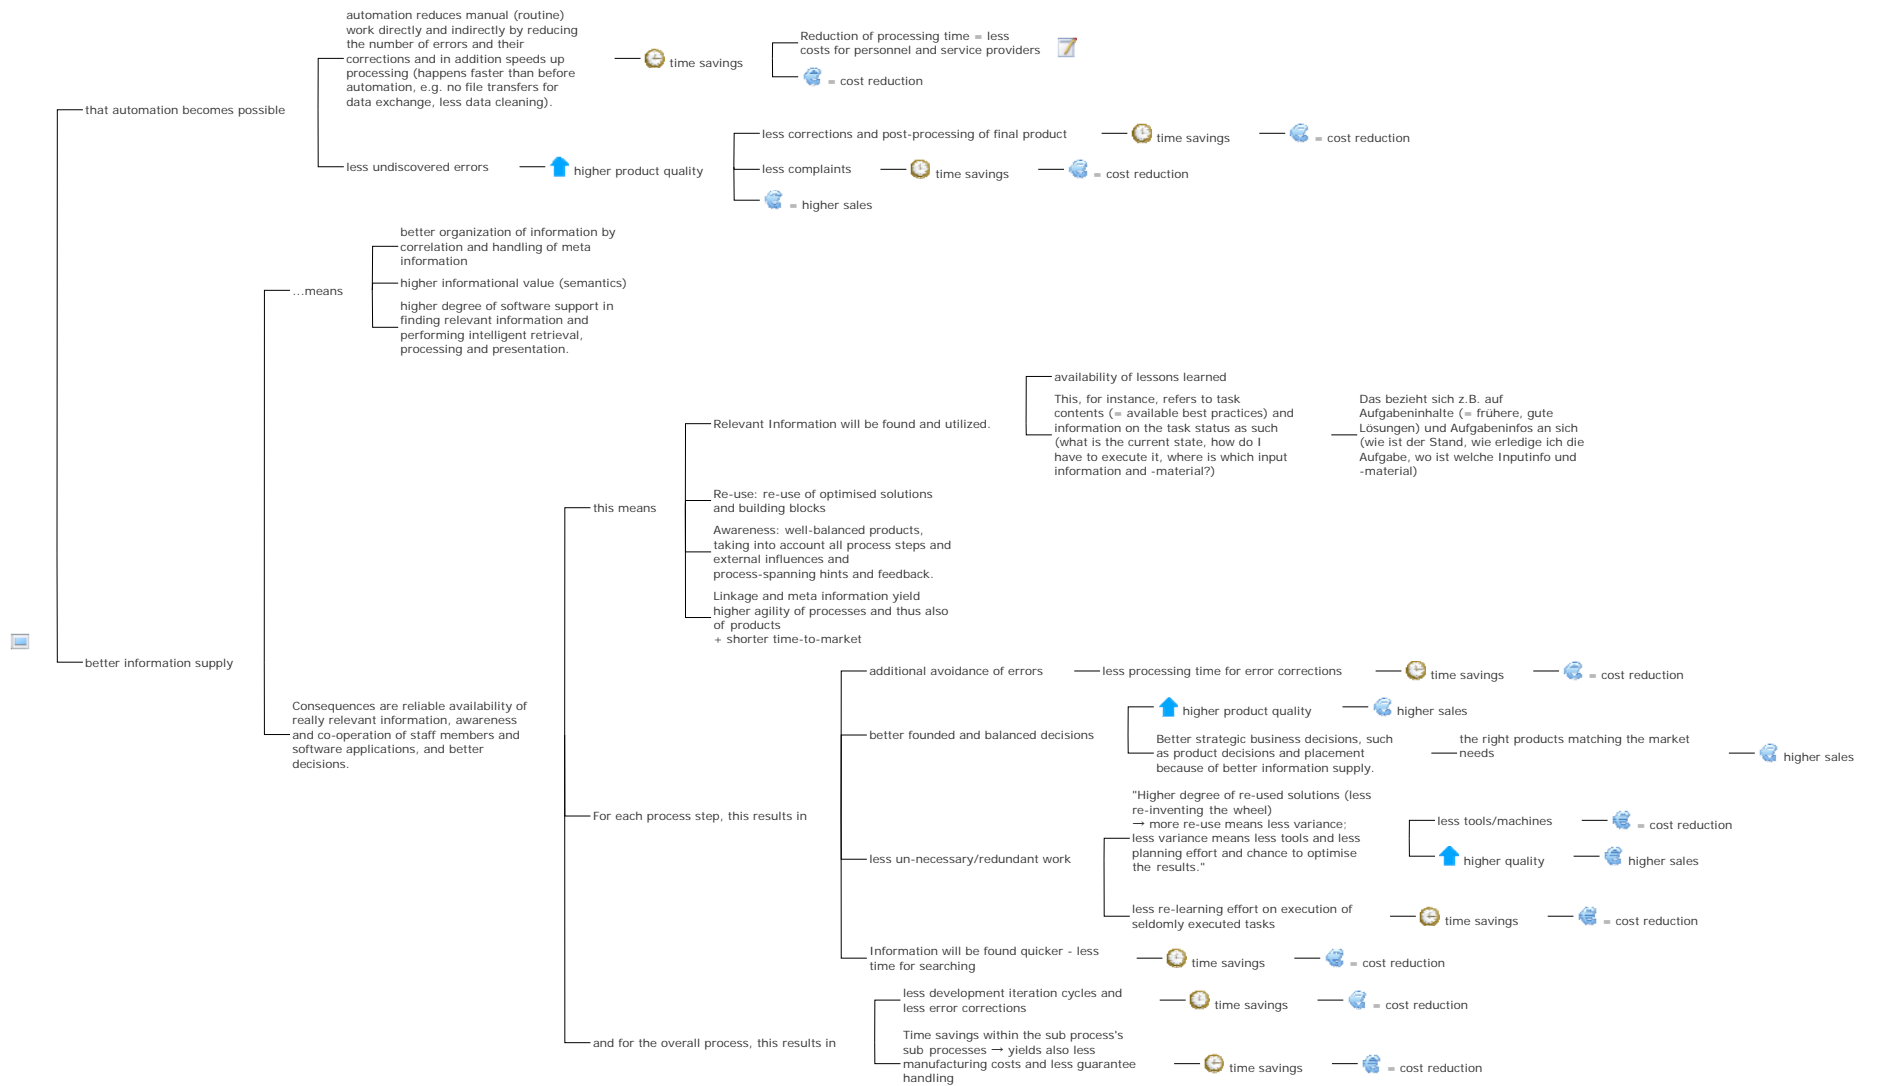 automation reduces manual (routine)
work directly and indirectly by reducing
the number of errors and their
corrections and in addition speeds up
processing (happens faster than before
automation, e.g. no file transfers for
data exchange, less data cleaning).
time savings
Reduction of processing time = less
costs for personnel and service providers
= cost reduction
that automation becomes possible
less undiscovered errors
higher product quality
less corrections and post-processing of final product
time savings
= cost reduction
less complaints
time savings
= cost reduction
= higher sales
better organization of information by
correlation and handling of meta
information
...means
higher informational value (semantics)
higher degree of software support in
finding relevant information and
performing intelligent retrieval,
processing and presentation.
availability of lessons learned
Relevant Information will be found and utilized.
This, for instance, refers to task
contents (= available best practices) and
information on the task status as such
(what is the current state, how do I
have to execute it, where is which input
information and -material?)
Das bezieht sich z.B. auf
Aufgabeninhalte (= frühere, gute
Lösungen) und Aufgabeninfos an sich
(wie ist der Stand, wie erledige ich die
Aufgabe, wo ist welche Inputinfo und
-material)
this means
Re-use: re-use of optimised solutions
and building blocks
Awareness: well-balanced products,
taking into account all process steps and
external influences and
process-spanning hints and feedback.
Linkage and meta information yield
higher agility of processes and thus also
of products
+ shorter time-to-market
better information supply
Consequences are reliable availability of
really relevant information, awareness
and co-operation of staff members and
software applications, and better
decisions.
additional avoidance of errors
less processing time for error corrections
time savings
= cost reduction
better founded and balanced decisions
higher product quality
higher sales
Better strategic business decisions, such
as product decisions and placement
because of better information supply.
the right products matching the market
needs
higher sales
For each process step, this results in
less un-necessary/redundant work
"Higher degree of re-used solutions (less
re-inventing the wheel)
→ more re-use means less variance;
less variance means less tools and less
planning effort and chance to optimise
the results."
less tools/machines
= cost reduction
higher quality
higher sales
less re-learning effort on execution of
seldomly executed tasks
time savings
= cost reduction
Information will be found quicker - less
time for searching
time savings
= cost reduction
and for the overall process, this results in
less development iteration cycles and
less error corrections
time savings
= cost reduction
Time savings within the sub process's
sub processes → yields also less
manufacturing costs and less guarantee
handling
time savings
= cost reduction